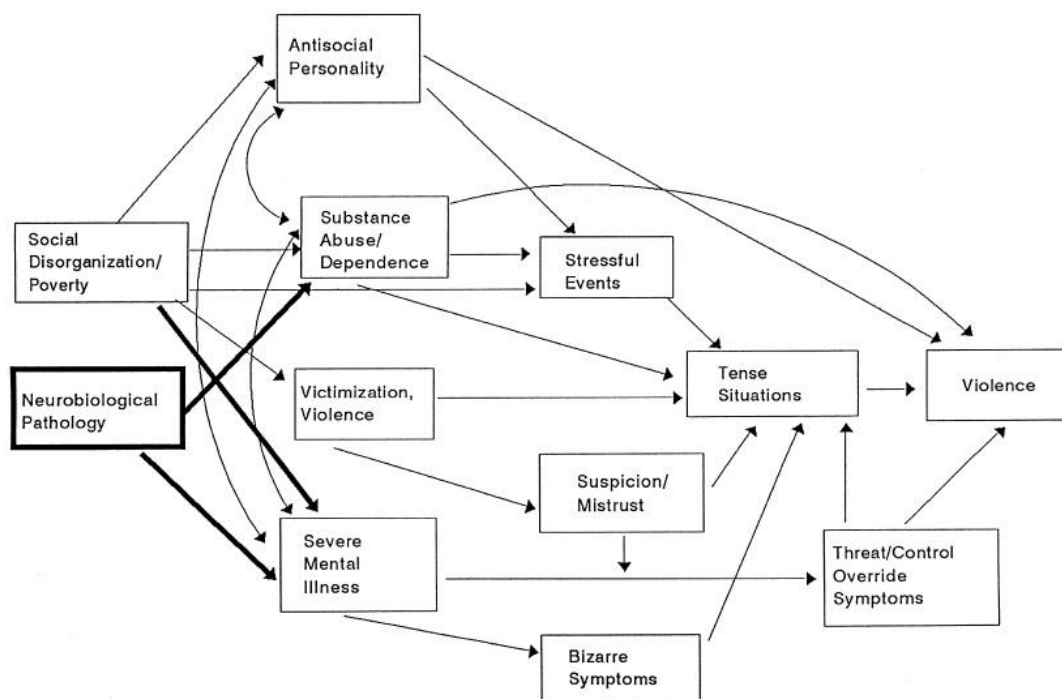 Antisocial
Personality
Substance
Abuse/
Dependence
Social
Disorganization/
Poverty
Stressful
Events
Neurobiological
Pathology
Victimization,
Violence
Tense
Situations
Violence
Suspicion/
Mistrust
Severe
Mental
Illness
Threat/Control
Override
Symptoms
Bizarre
Symptoms